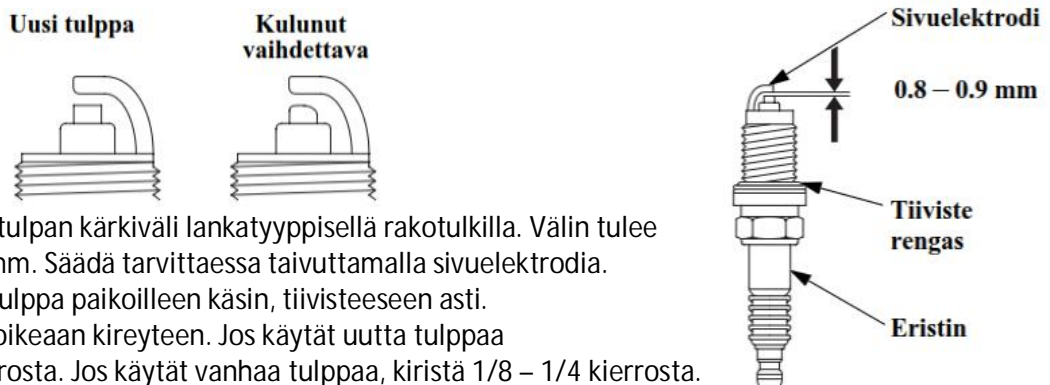 Uusi tulppa
Kulunut
vaihdettava
Sivuelektrodi
0.8 – 0.9 mm
Tiiviste
rengas
Eristin
tulpan kärkiväli lankatyyppisellä rakotulkilla. Välin tulee
mm. Säädä tarvittaessa taivuttamalla sivuelektrodia.
tulppa paikoilleen käsin, tiivisteeseen asti.
oikeaan kireyteen. Jos käytät uutta tulppaa
rosta. Jos käytät vanhaa tulppaa, kiristä 1/8 – 1/4 kierrosta.